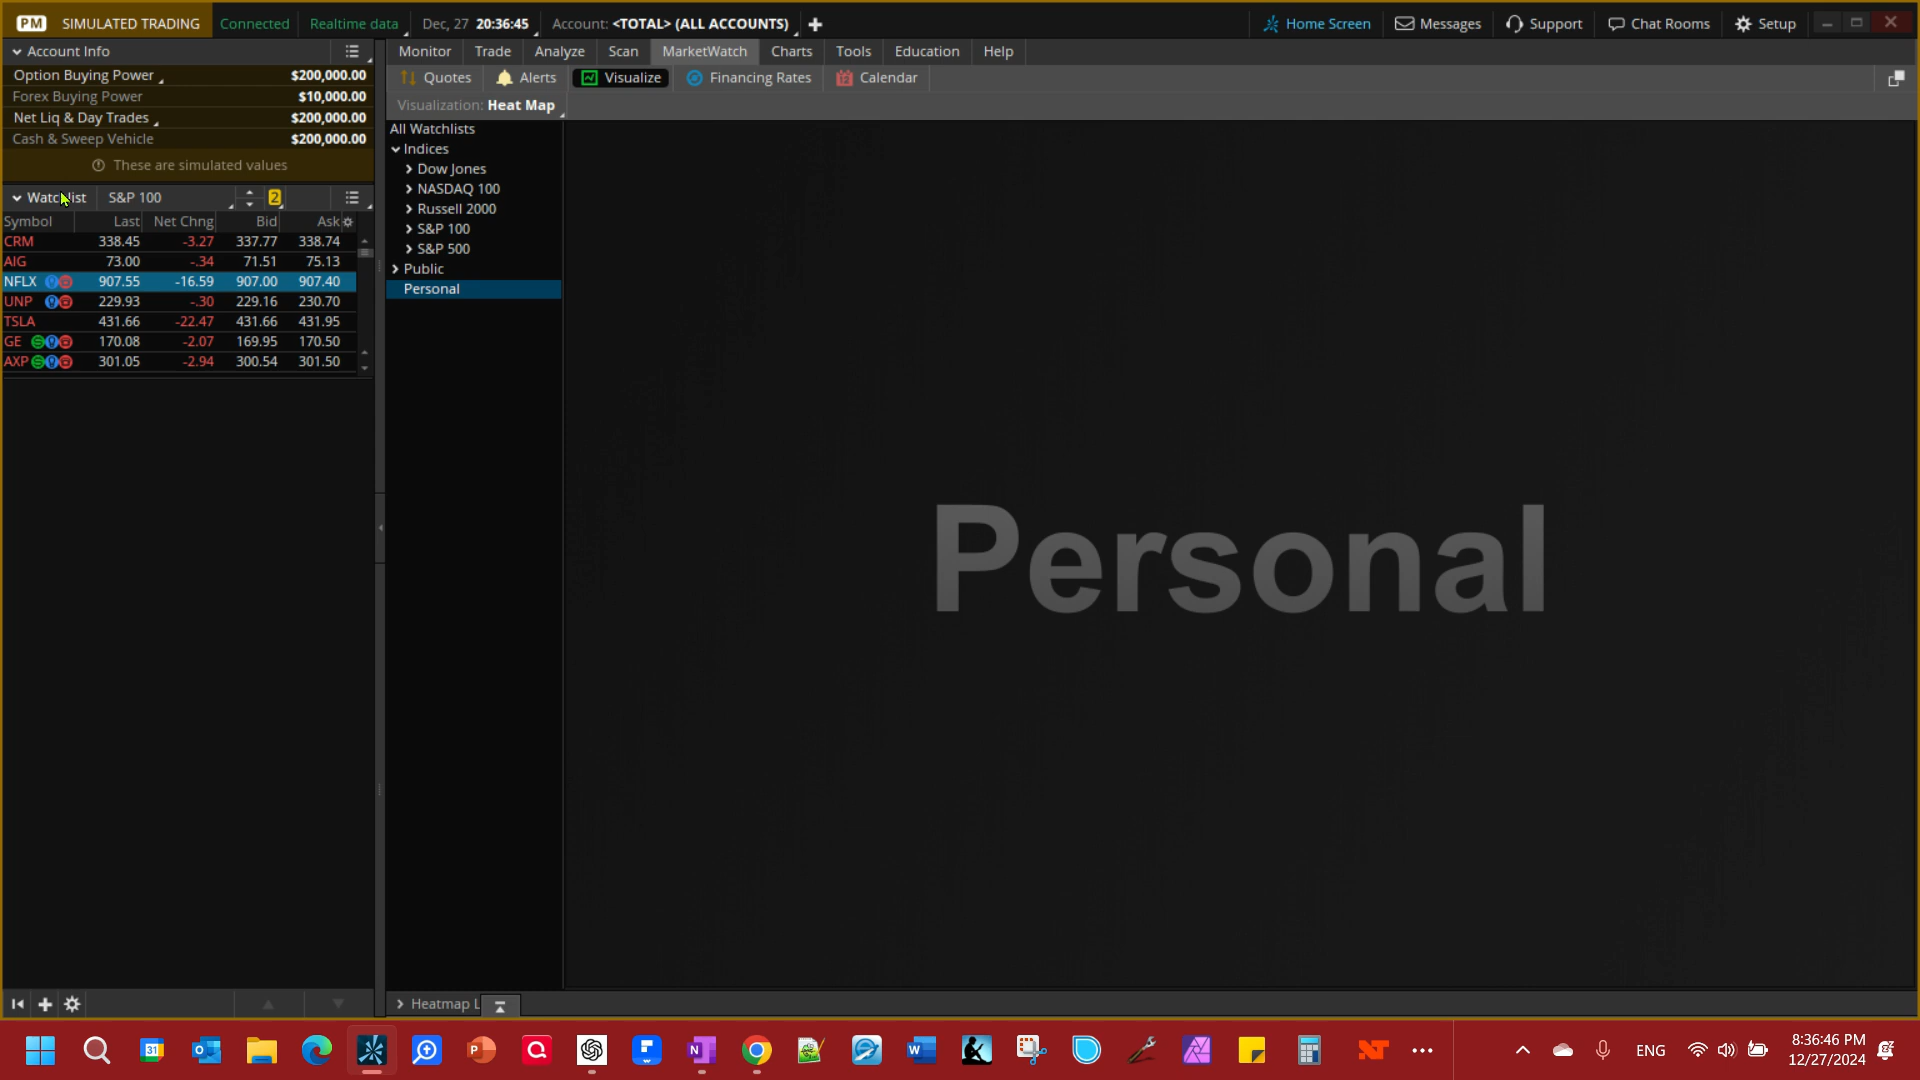 PM SIMULATED TRADING Connected Realtime data Dec, 27 20:36:45 Account: <TOTAL> (ALL ACCOUNTS) Home Screen Messages Support Chat Rooms Setup
Account Info
Option Buying Power $200,000.00
Forex Buying Power $10,000.00
Net Liq & Day Trades $200,000.00
Cash & Sweep Vehicle $200,000.00
These are simulated values
Watchlist S&P 100 2
Symbol Last Net Chng Bid Ask
CRM 338.45 -3.27 337.77 338.74
AIG 73.00 -.34 71.51 75.13
NFLX 907.55 -16.59 907.00 907.40
UNP 229.93 -.30 229.16 230.70
TSLA 431.66 -22.47 431.66 431.95
GE 170.08 -2.07 169.95 170.50
AXP 301.05 -2.94 300.54 301.50
Monitor Trade Analyze Scan MarketWatch Charts Tools Education Help
Quotes Alerts Visualize Financing Rates Calendar
Visualization: Heat Map
All Watchlists
Indices
Dow Jones
NASDAQ 100
Russell 2000
S&P 100
S&P 500
Public
Personal
Personal
Heatmap L
ENG
8:36:46 PM
12/27/2024